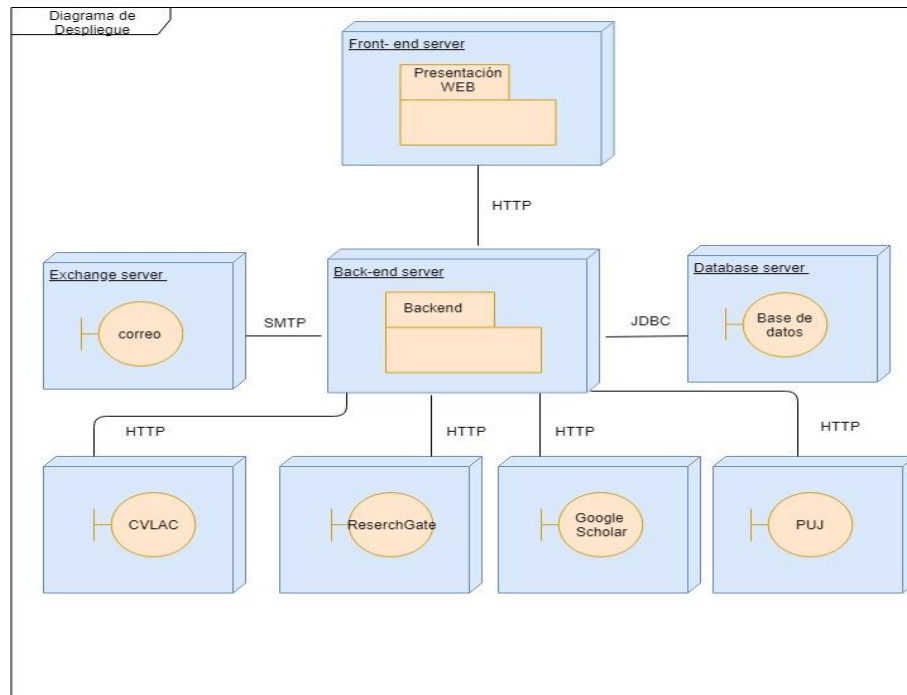 Diagrama de
Despliegue
Front- end server
Presentación
WEB
HTTP
Exchange server
correo
SMTP
Back-end server
Backend
JDBC
Database server
Base de
datos
HTTP
HTTP
HTTP
HTTP
CVLAC
ReserchGate
Google
Scholar
PUJ